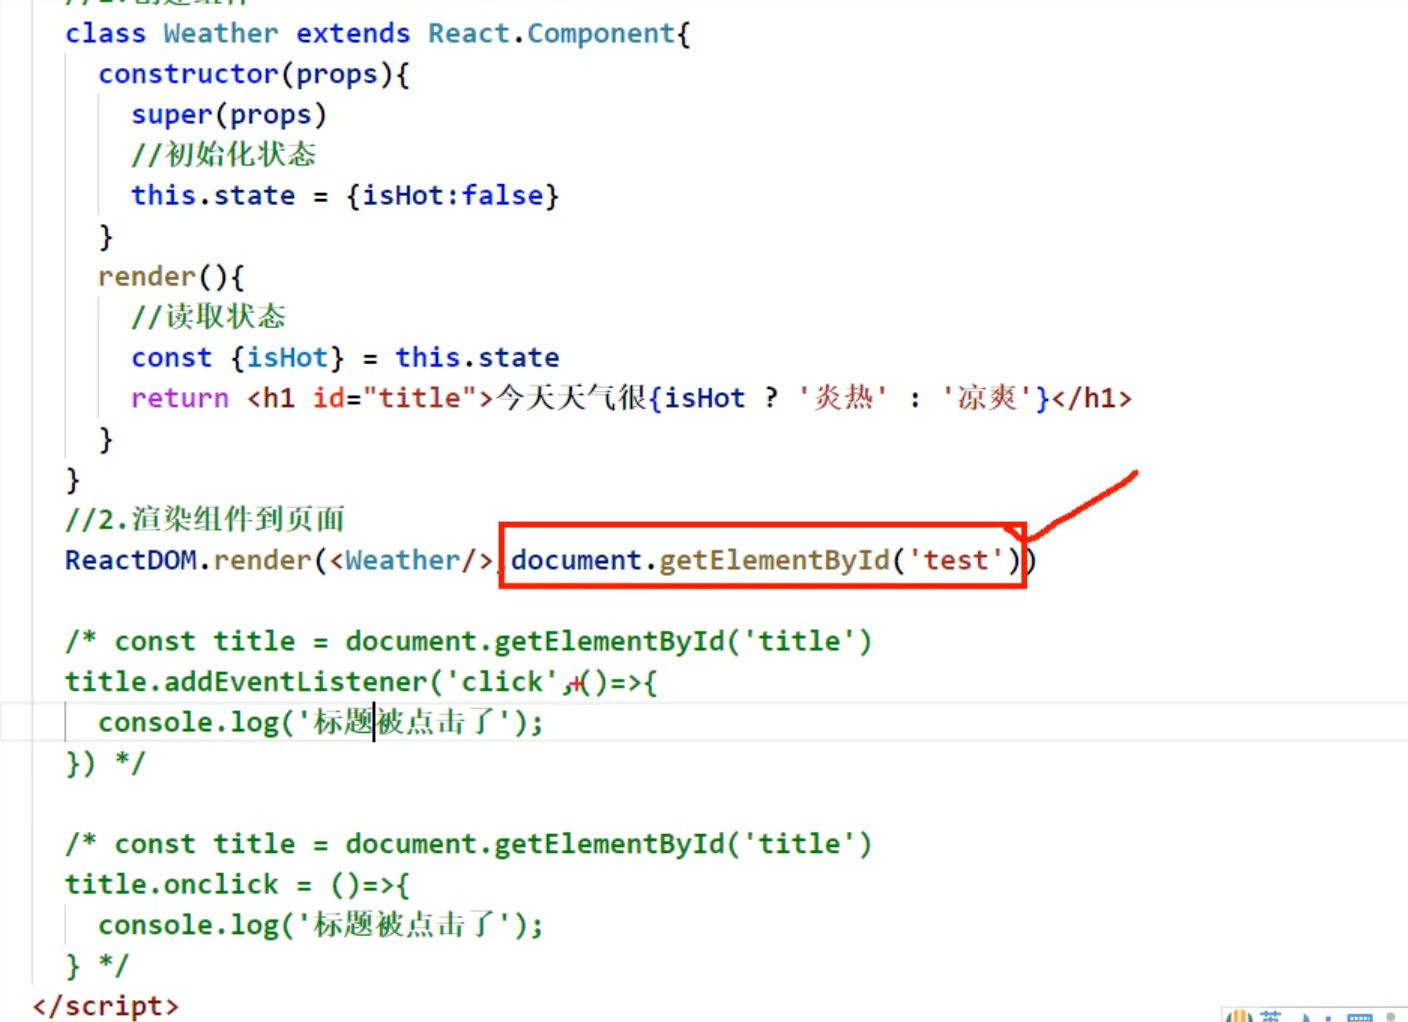 //1.创建组件
class Weather extends React.Component{
constructor(props){
super(props)
//初始化状态
this.state = {isHot:false}
}
render(){
//读取状态
const {isHot} = this.state
return <h1 id="title">今天天气很{isHot ? '炎热' : '凉爽'}</h1>
}
}
//2.渲染组件到页面
ReactDOM.render(<Weather/>,document.getElementById('test'))
/* const title = document.getElementById('title')
title.addEventListener('click',()=>{
console.log('标题被点击了');
}) */
/* const title = document.getElementById('title')
title.onclick = ()=>{
console.log('标题被点击了');
} */
</script>
英